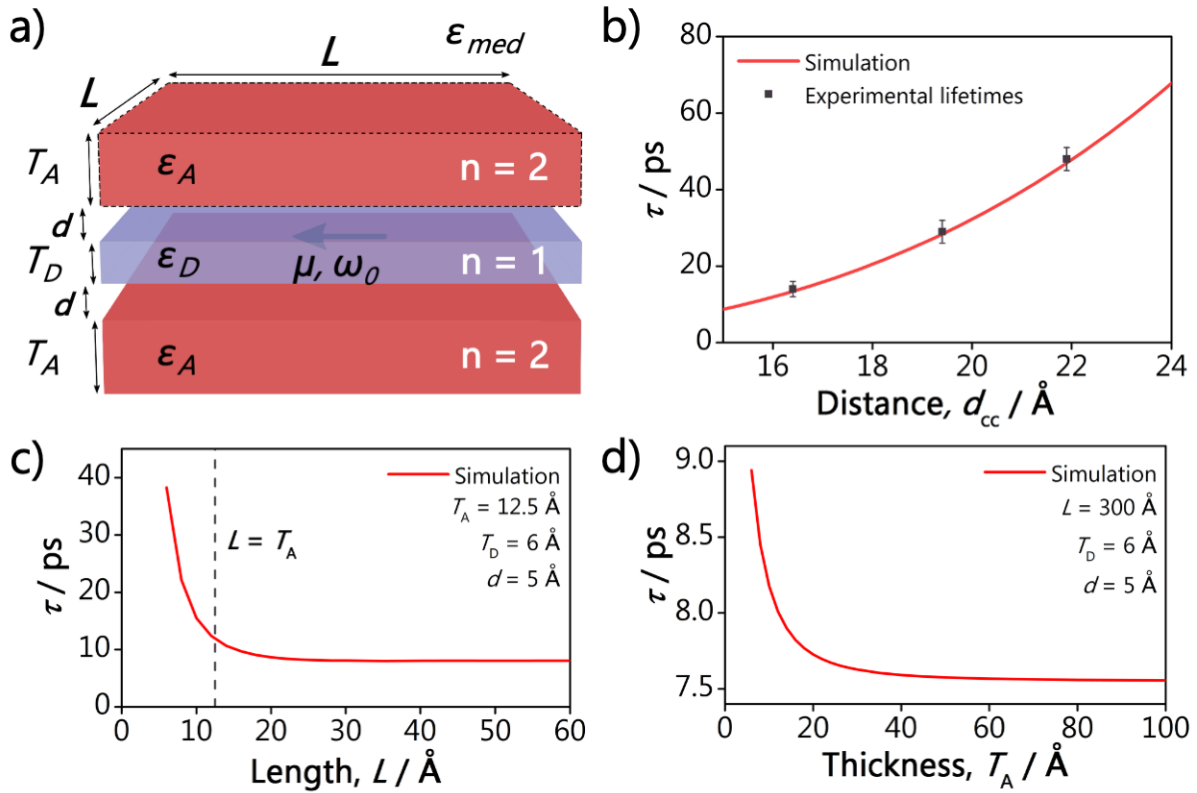 a)
L
ε_med
L
T_A
ε_A
n = 2
d
T_D
ε_D
μ, ω₀
n = 1
d
T_A
ε_A
n = 2
b)
80
60
40
20
0
τ / ps
Simulation
Experimental lifetimes
16 18 20 22 24
Distance, d_cc / Å
c)
40
30
20
10
0
τ / ps
L = T_A
Simulation
T_A = 12.5 Å
T_D = 6 Å
d = 5 Å
0 10 20 30 40 50 60
Length, L / Å
d)
9.0
8.5
8.0
7.5
τ / ps
Simulation
L = 300 Å
T_D = 6 Å
d = 5 Å
0 20 40 60 80 100
Thickness, T_A / Å